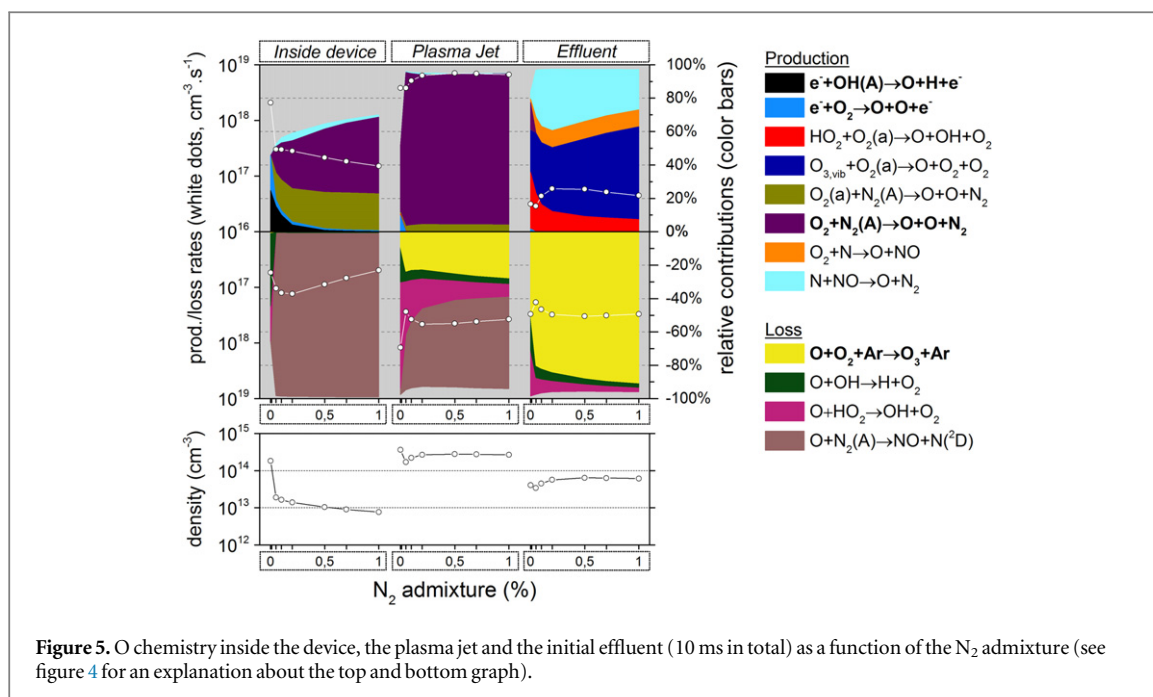 Inside device Plasma Jet Effluent
prod./loss rates (white dots, cm⁻³.s⁻¹)
10¹⁹
10¹⁸
10¹⁷
10¹⁶
10¹⁷
10¹⁸
10¹⁹
100%
80%
60%
40%
20%
0%
-20%
-40%
-60%
-80%
-100%
relative contributions (color bars)
0 0,5 1 0 0,5 1 0 0,5 1
density (cm⁻³)
10¹⁵
10¹⁴
10¹³
10¹²
0 0,5 1 0 0,5 1 0 0,5 1
N₂ admixture (%)
Production
e⁻+OH(A)→O+H+e⁻
e⁻+O₂→O+O+e⁻
HO₂+O₂(a)→O+OH+O₂
O₃,vib+O₂(a)→O+O₂+O₂
O₂(a)+N₂(A)→O+O+N₂
O₂+N₂(A)→O+O+N₂
O₂+N→O+NO
N+NO→O+N₂
Loss
O+O₂+Ar→O₃+Ar
O+OH→H+O₂
O+HO₂→OH+O₂
O+N₂(A)→NO+N(²D)
Figure 5. O chemistry inside the device, the plasma jet and the initial effluent (10 ms in total) as a function of the N₂ admixture (see
figure 4 for an explanation about the top and bottom graph).